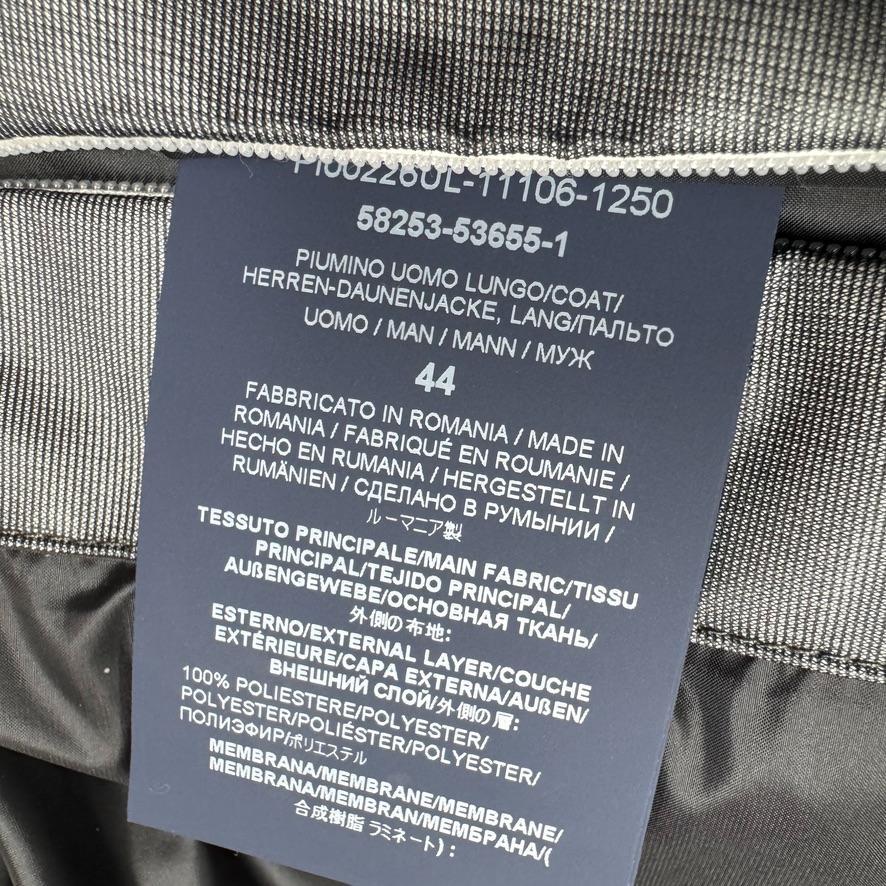 PI00226UL-11106-1250
58253-53655-1
PIUMINO UOMO LUNGO/COAT/
HERREN-DAUNENJACKE, LANG/ПАЛЬТО
UOMO / MAN / MANN / МУЖ
44
FABBRICATO IN ROMANIA / MADE IN
ROMANIA / FABRIQUÉ EN ROUMANIE /
HECHO EN RUMANIA / HERGESTELLT IN
RUMÄNIEN / СДЕЛАНО В РУМЫНИИ /
ルーマニア製
TESSUTO PRINCIPALE/MAIN FABRIC/TISSU
PRINCIPAL/TEJIDO PRINCIPAL/
AUßENGEWEBE/ОСНОВНАЯ ТКАНЬ/
外側の布地:
ESTERNO/EXTERNAL LAYER/COUCHE
EXTÉRIEURE/CAPA EXTERNA/AUßEN/
ВНЕШНИЙ СЛОЙ/外側の層:
100% POLIESTERE/POLYESTER/
POLYESTER/POLIÉSTER/POLYESTER/
ПОЛИЭФИР/ポリエステル
MEMBRANA/MEMBRANE/MEMBRANE/
MEMBRANA/MEMBRAN/МЕМБРАНА/(
合成樹脂 ラミネート) :